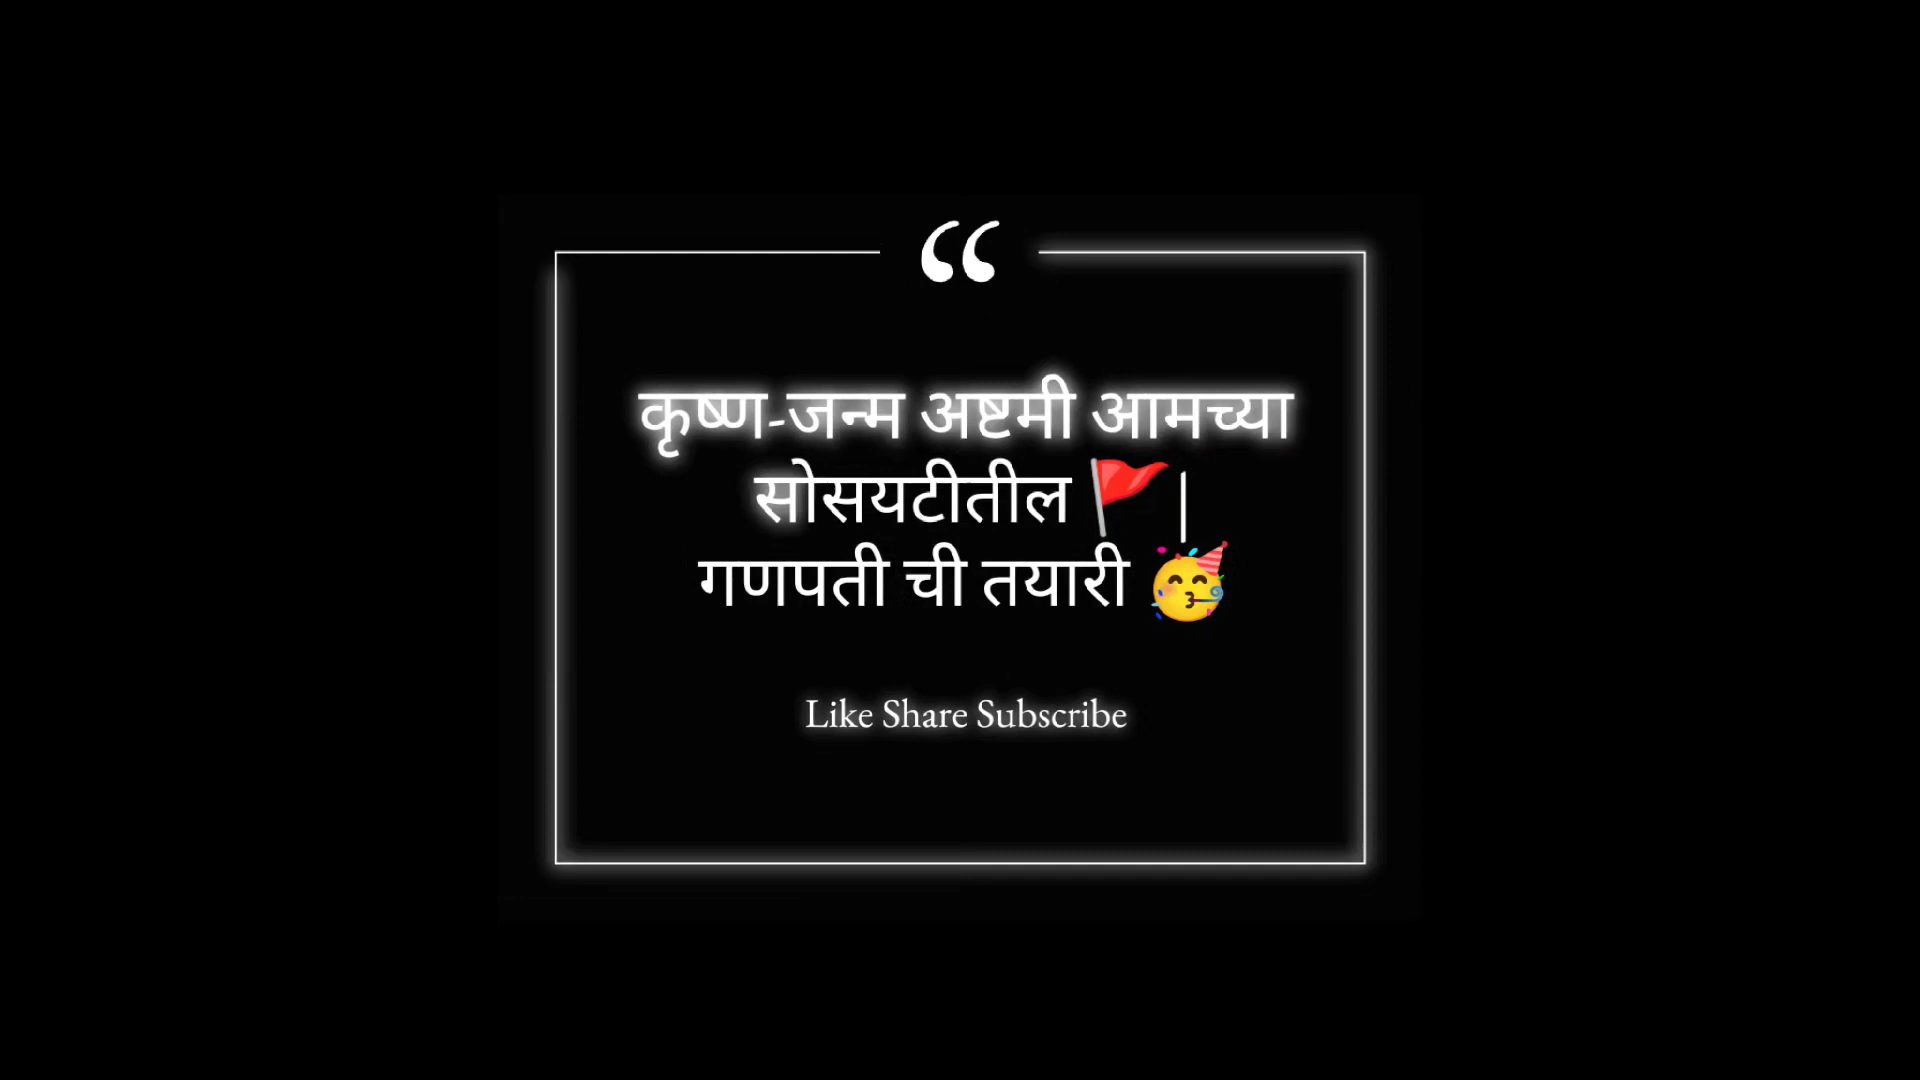 “
कृष्ण-जन्म अष्टमी आमच्या
सोसयटीतील 🚩|
गणपती ची तयारी 🥳
Like Share Subscribe